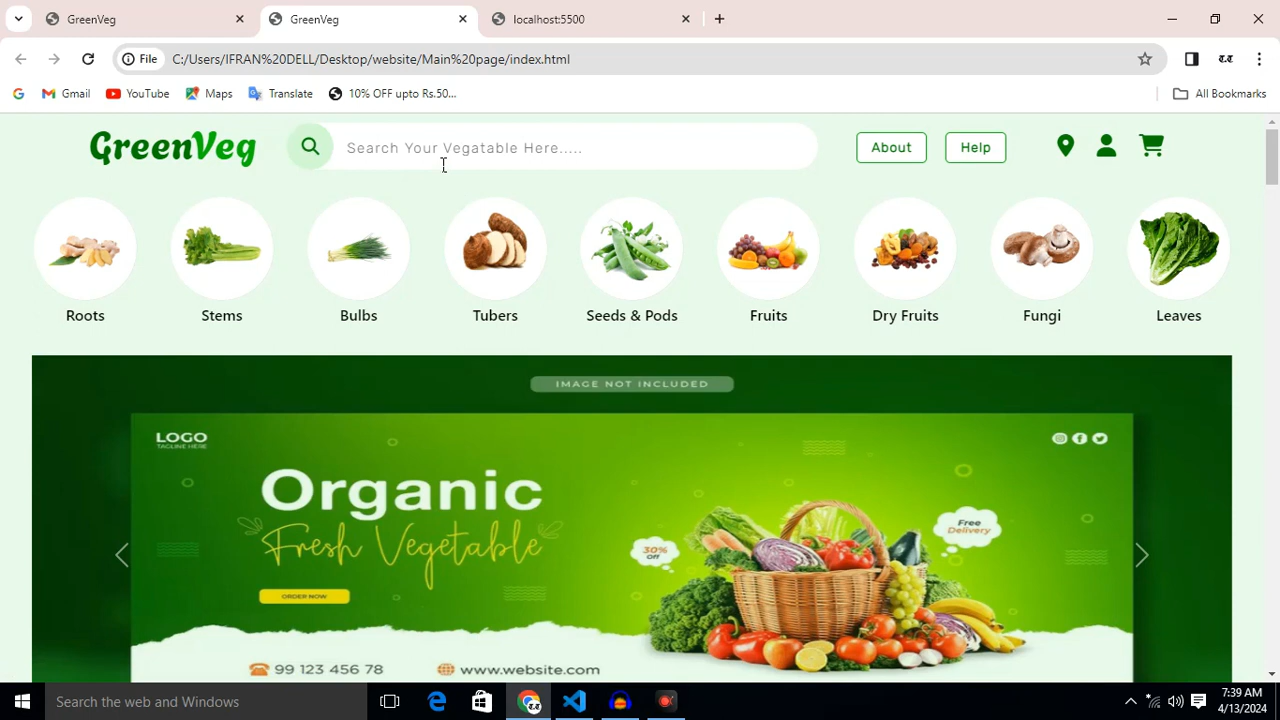 GreenVeg
GreenVeg
localhost:5500
File
C:/Users/IFRAN%20DELL/Desktop/website/Main%20page/index.html
Gmail
YouTube
Maps
Translate
10% OFF upto Rs.50...
All Bookmarks
GreenVeg
Search Your Vegatable Here.....
About
Help
Roots
Stems
Bulbs
Tubers
Seeds & Pods
Fruits
Dry Fruits
Fungi
Leaves
IMAGE NOT INCLUDED
LOGO
TAGLINE HERE
Organic
Fresh Vegetable
30%
Off
Free
Delivery
ORDER NOW
99 123 456 78
www.website.com
Search the web and Windows
7:39 AM
4/13/2024